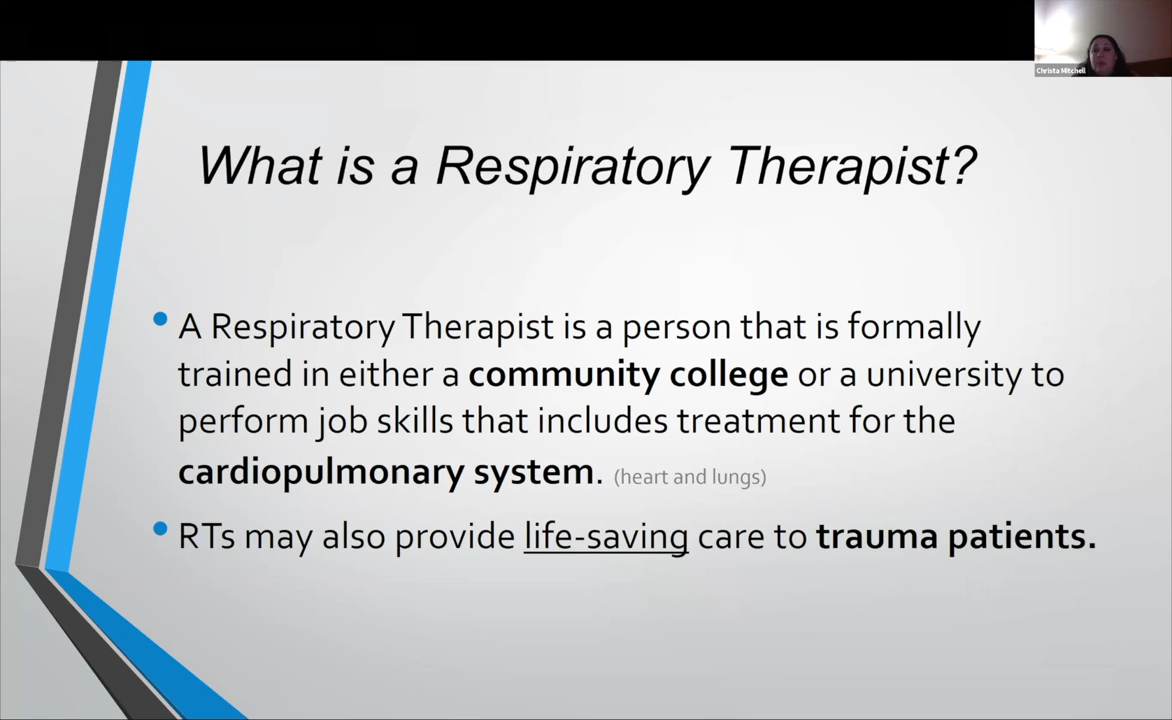 Christa Mitchell
What is a Respiratory Therapist?
• A Respiratory Therapist is a person that is formally
trained in either a community college or a university to
perform job skills that includes treatment for the
cardiopulmonary system. (heart and lungs)
• RTs may also provide life-saving care to trauma patients.